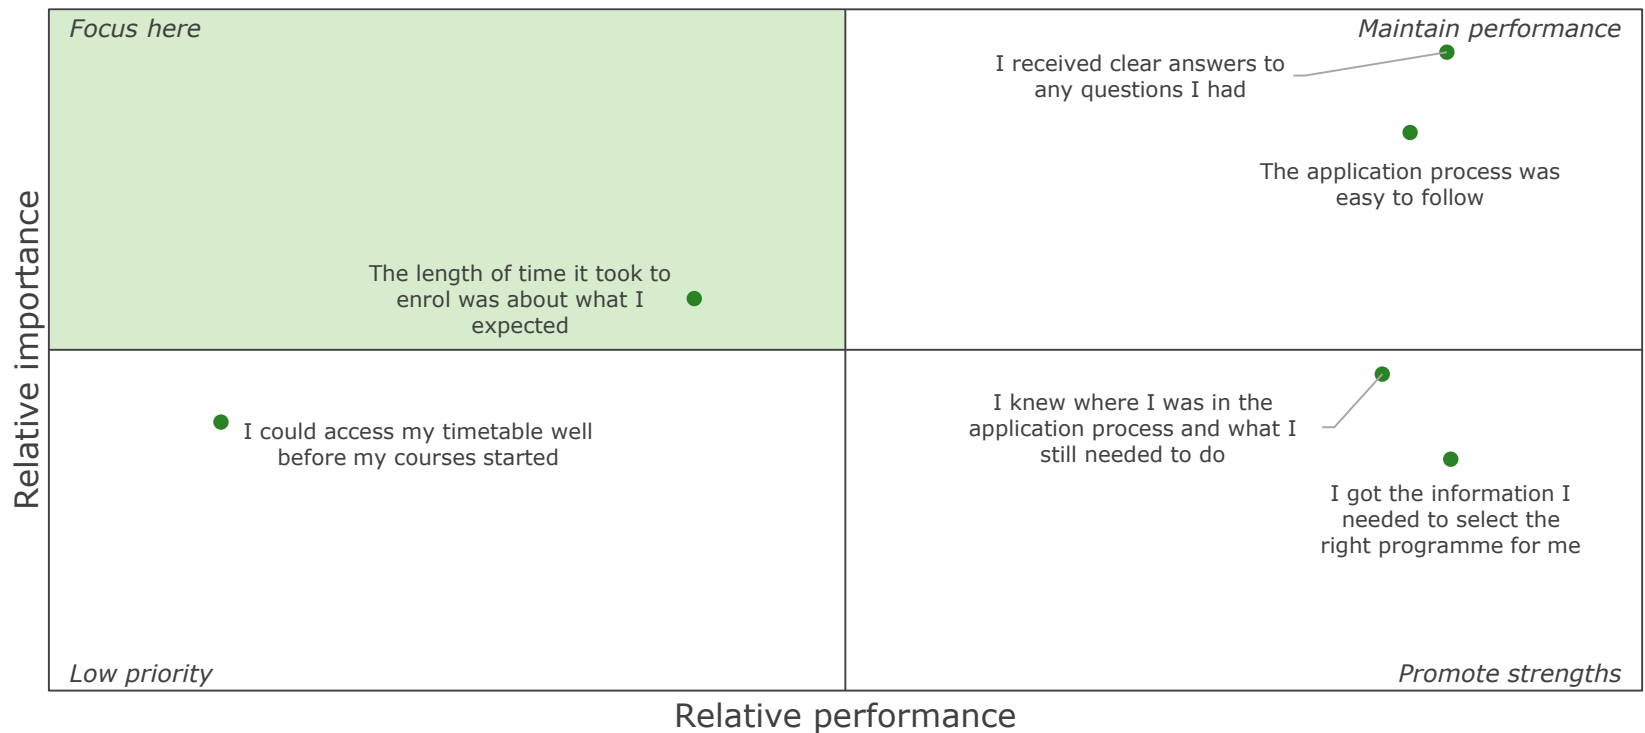 Focus here
Maintain performance
I received clear answers to
any questions I had
The application process was
easy to follow
The length of time it took to
enrol was about what I
expected
Relative importance
I could access my timetable well
before my courses started
I knew where I was in the
application process and what I
still needed to do
I got the information I
needed to select the
right programme for me
Low priority
Promote strengths
Relative performance